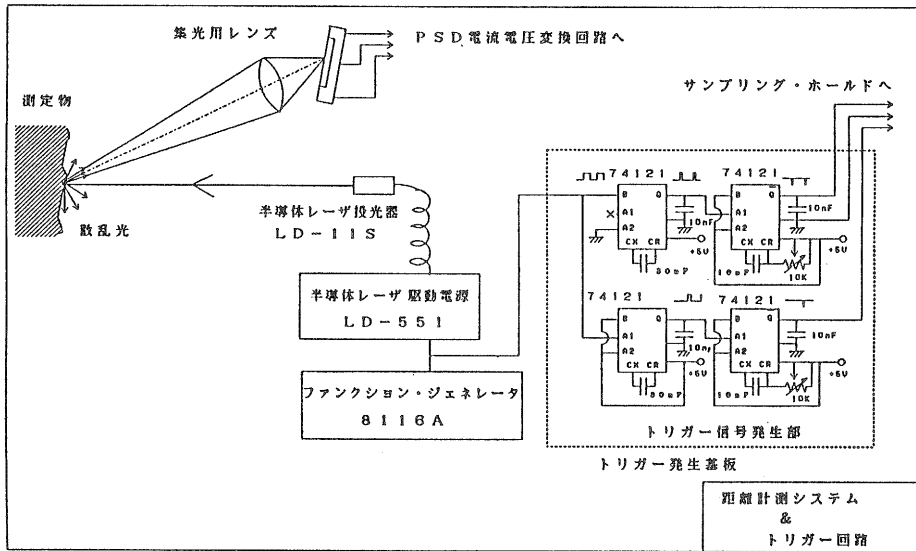 集光用レンズ
PSD電流電圧変換回路へ
サンプリング・ホールドへ
測定物
散乱光
半導体レーザ投光器
LD-11S
半導体レーザ駆動電源
LD-551
ファンクション・ジェネレータ
8116A
74121
B Q
A1
A2
CX CR
10nF
+5V
74121
B Q
A1
A2
CX CR
10nF
+5V
10K
74121
B Q
A1
A2
CX CR
10nF
+5V
74121
B Q
A1
A2
CX CR
10nF
+5V
10K
トリガー信号発生部
トリガー発生基板
距離計測システム
&
トリガー回路